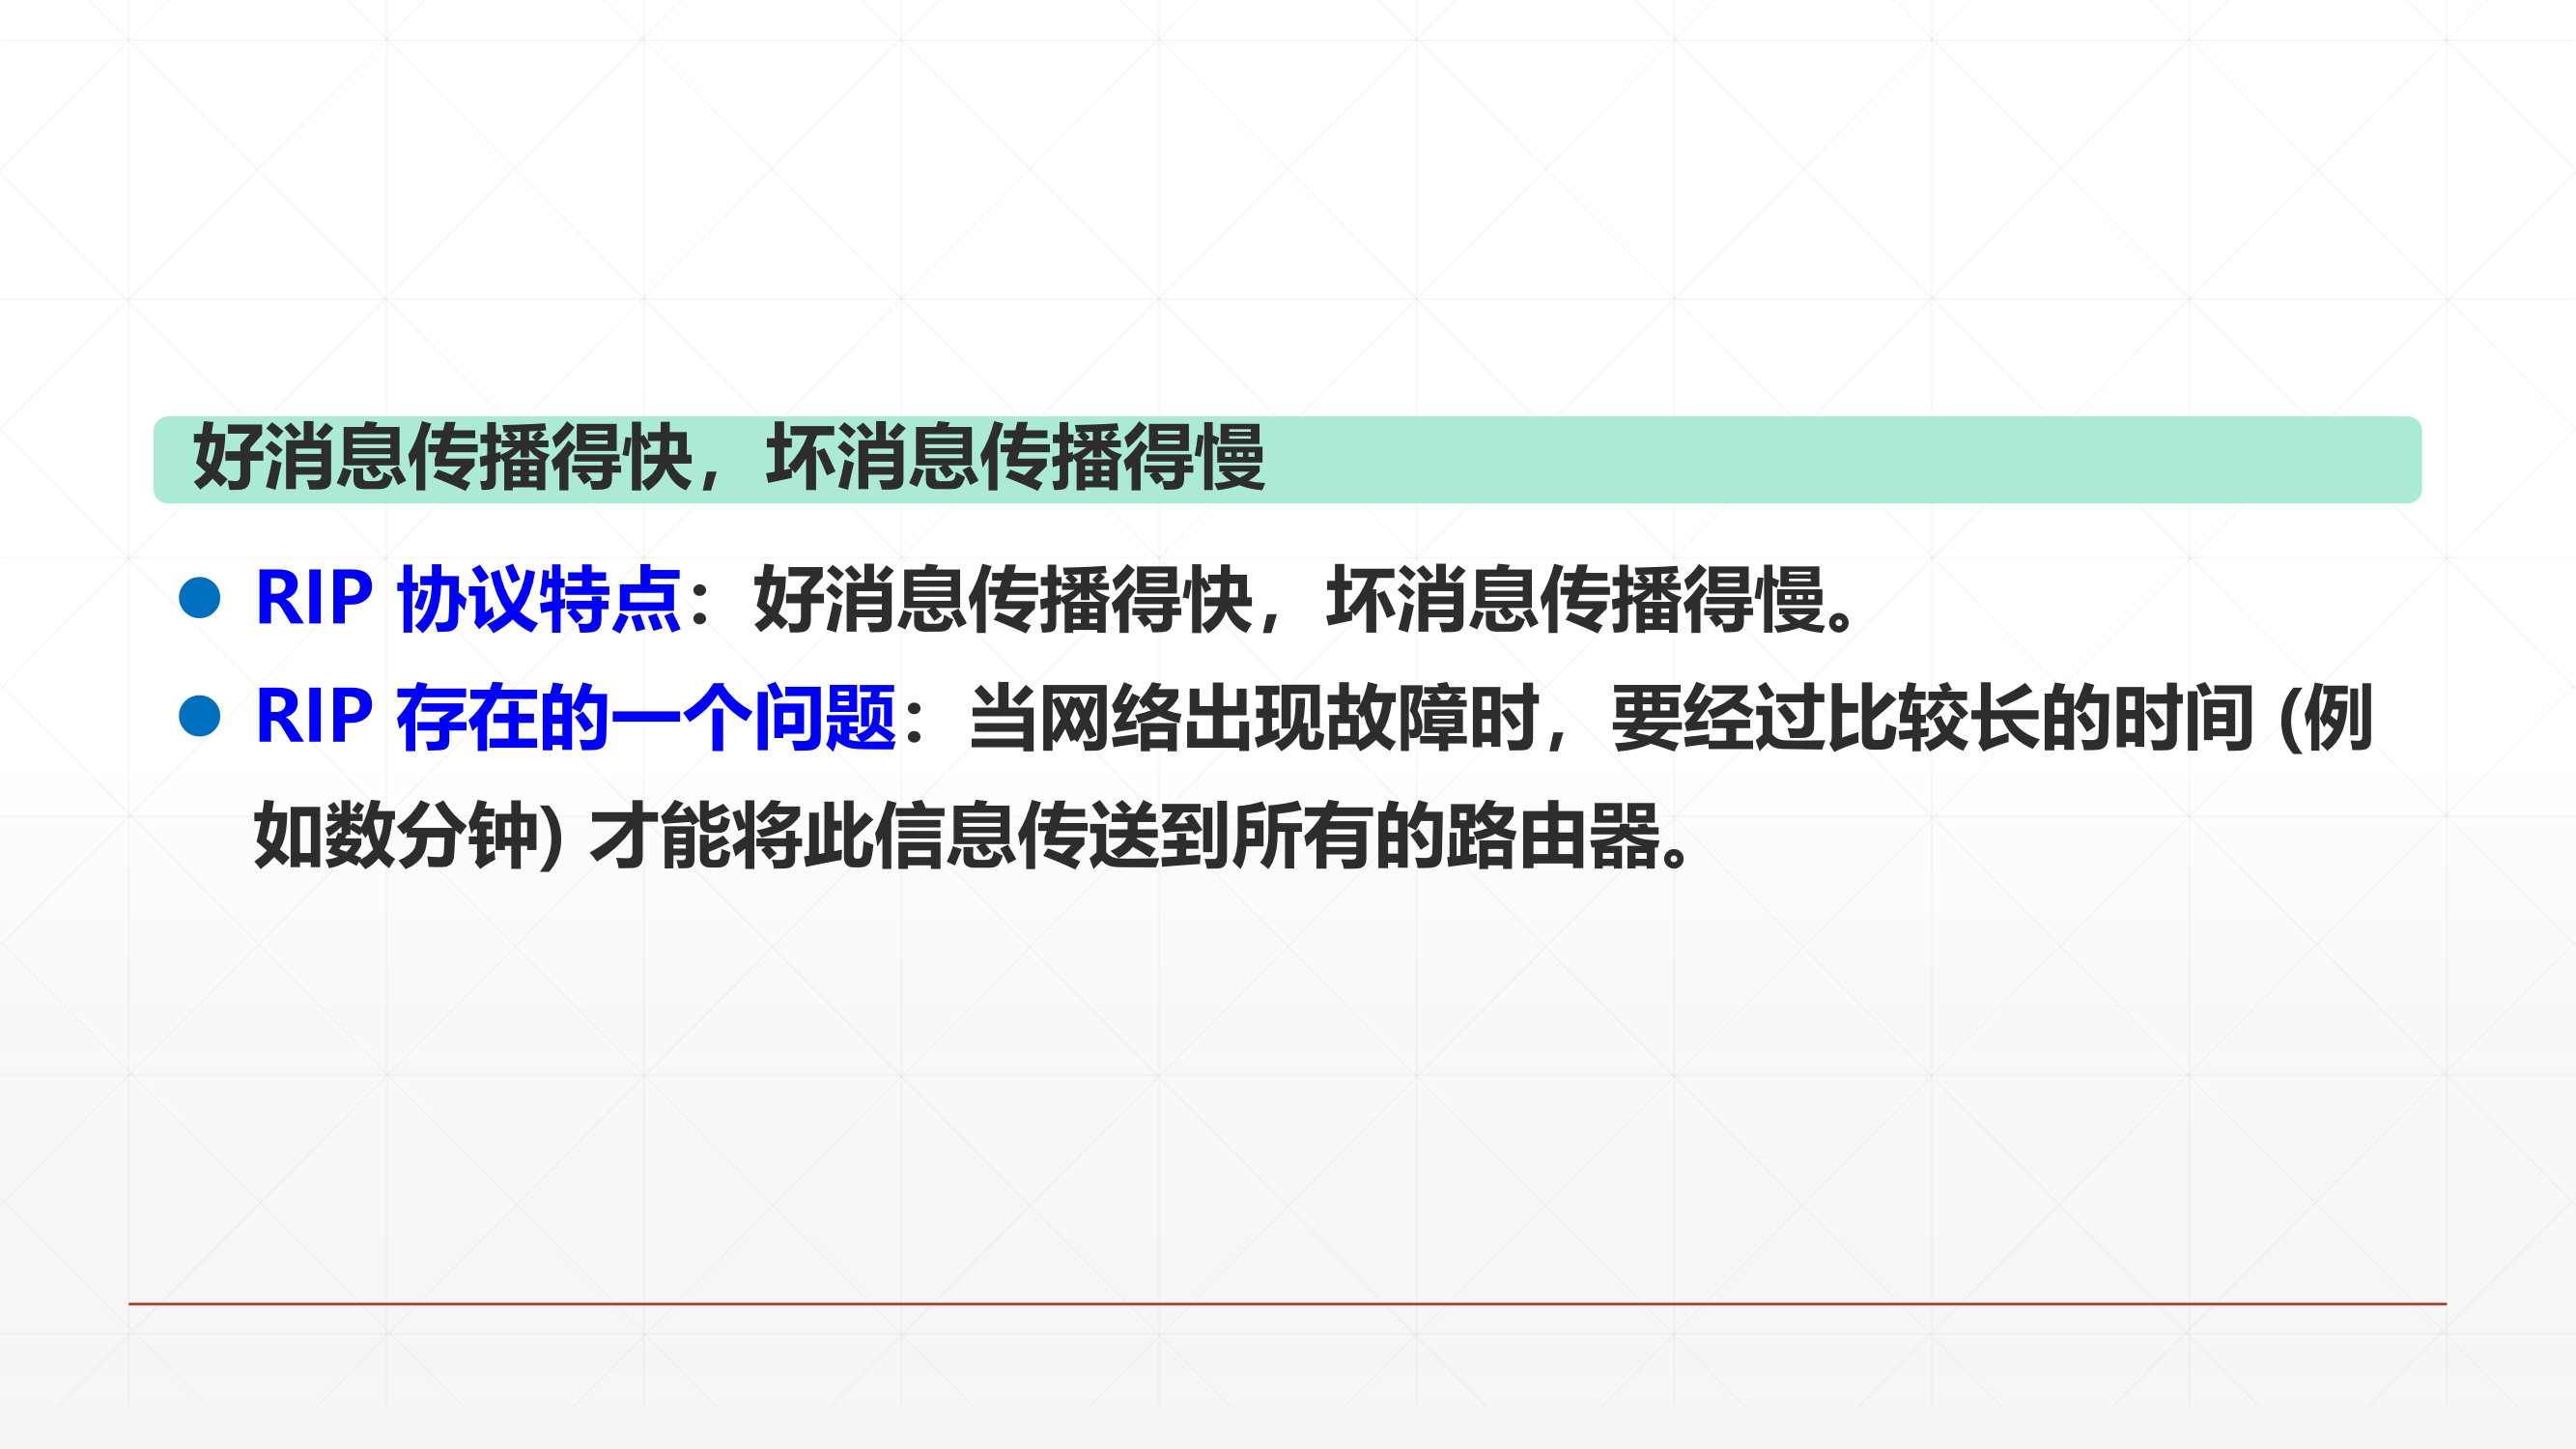 好消息传播得快，坏消息传播得慢
RIP 协议特点：好消息传播得快，坏消息传播得慢。
RIP 存在的一个问题：当网络出现故障时，要经过比较长的时间 (例
如数分钟) 才能将此信息传送到所有的路由器。